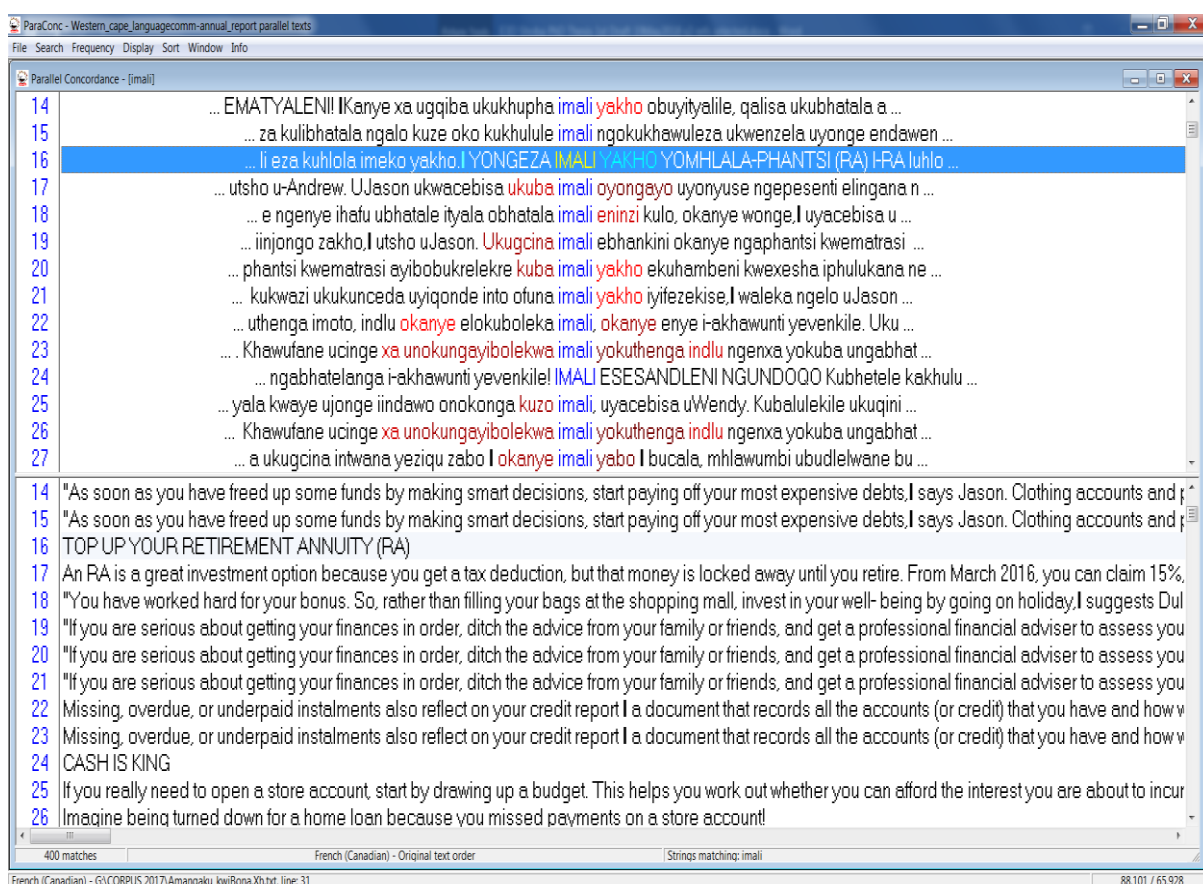 ParaConc - Western_cape_languagecomm-annual_report parallel texts
File Search Frequency Display Sort Window Info
Parallel Concordance - [imali]
14 ... EMATYALENI! IKanye xa ugqiba ukukhupha imali yakho obuyityalile, qalisa ukubhatala a ...
15 ... za kulibhatala ngalo kuze oko kukhulule imali ngokukhawuleza ukwenzela uyonge endawen ...
16 ... li eza kuhlola imeko yakho.I YONGEZA IMALI YAKHO YOMHLALA-PHANTSI (RA) I-RA luhlo ...
17 ... utsho u-Andrew. UJason ukwacebisa ukuba imali oyongayo uyonyuse ngepesenti elingana n ...
18 ... e ngenye ihafu ubhatale ityala obhatala imali eninzi kulo, okanye wonge,I uyacebisa u ...
19 ... iinjongo zakho,I utsho uJason. Ukugcina imali ebhankini okanye ngaphantsi kwematrasi ...
20 ... phantsi kwematrasi ayibobukrelekre kuba imali yakho ekuhambeni kwexesha iphulukana ne ...
21 ... kukwazi ukukunceda uyiqonde into ofuna imali yakho iyifezekise,I waleka ngelo uJason ...
22 ... uthenga imoto, indlu okanye elokuboleka imali, okanye enye i-akhawunti yevenkile. Uku ...
23 ... . Khawufane ucinge xa unokungayibolekwa imali yokuthenga indlu ngenxa yokuba ungabhat ...
24 ... ngabhatelanga i-akhawunti yevenkile! IMALI ESESANDLENI NGUNDOQO Kubhetele kakhulu ...
25 ... yala kwaye ujonge iindawo onokonga kuzo imali, uyacebisa uWendy. Kubalulekile ukuqini ...
26 ... Khawufane ucinge xa unokungayibolekwa imali yokuthenga indlu ngenxa yokuba ungabhat ...
27 ... a ukugcina intwana yeziqu zabo I okanye imali yabo I bucala, mhlawumbi ubudlelwane bu ...
14 "As soon as you have freed up some funds by making smart decisions, start paying off your most expensive debts,I says Jason. Clothing accounts and p
15 "As soon as you have freed up some funds by making smart decisions, start paying off your most expensive debts,I says Jason. Clothing accounts and p
16 TOP UP YOUR RETIREMENT ANNUITY (RA)
17 An RA is a great investment option because you get a tax deduction, but that money is locked away until you retire. From March 2016, you can claim 15%,
18 "You have worked hard for your bonus. So, rather than filling your bags at the shopping mall, invest in your well- being by going on holiday,I suggests Dul
19 "If you are serious about getting your finances in order, ditch the advice from your family or friends, and get a professional financial adviser to assess you
20 "If you are serious about getting your finances in order, ditch the advice from your family or friends, and get a professional financial adviser to assess you
21 "If you are serious about getting your finances in order, ditch the advice from your family or friends, and get a professional financial adviser to assess you
22 Missing, overdue, or underpaid instalments also reflect on your credit report I a document that records all the accounts (or credit) that you have and how w
23 Missing, overdue, or underpaid instalments also reflect on your credit report I a document that records all the accounts (or credit) that you have and how w
24 CASH IS KING
25 If you really need to open a store account, start by drawing up a budget. This helps you work out whether you can afford the interest you are about to incur
26 Imagine being turned down for a home loan because you missed payments on a store account!
400 matches French (Canadian) - Original text order Strings matching: imali
French (Canadian) - G:\CORPUS 2017\Amangaku_kwiBona.Xh.txt, line: 31 88,101 / 65,928